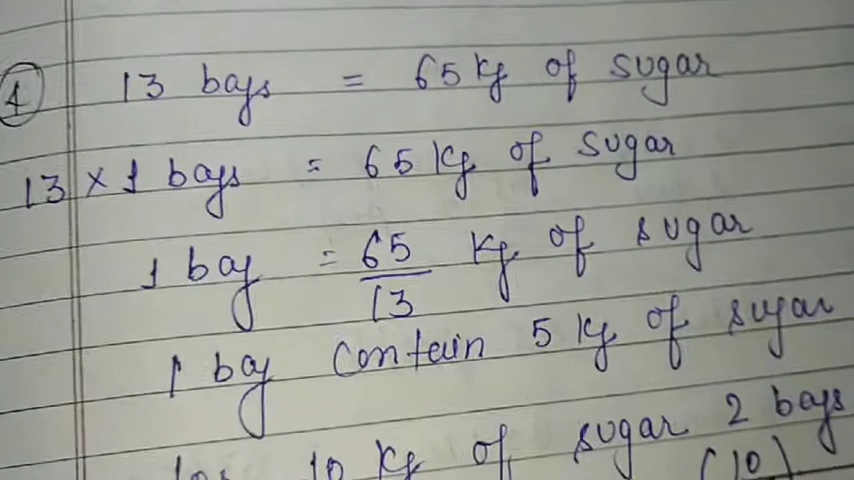 ④ 13 bags = 65 kg of sugar
13 × 1 bags = 65 kg of sugar
1 bag = 65/13 kg of sugar
1 bag contain 5 kg of sugar
10 kg of sugar 2 bags
(10)